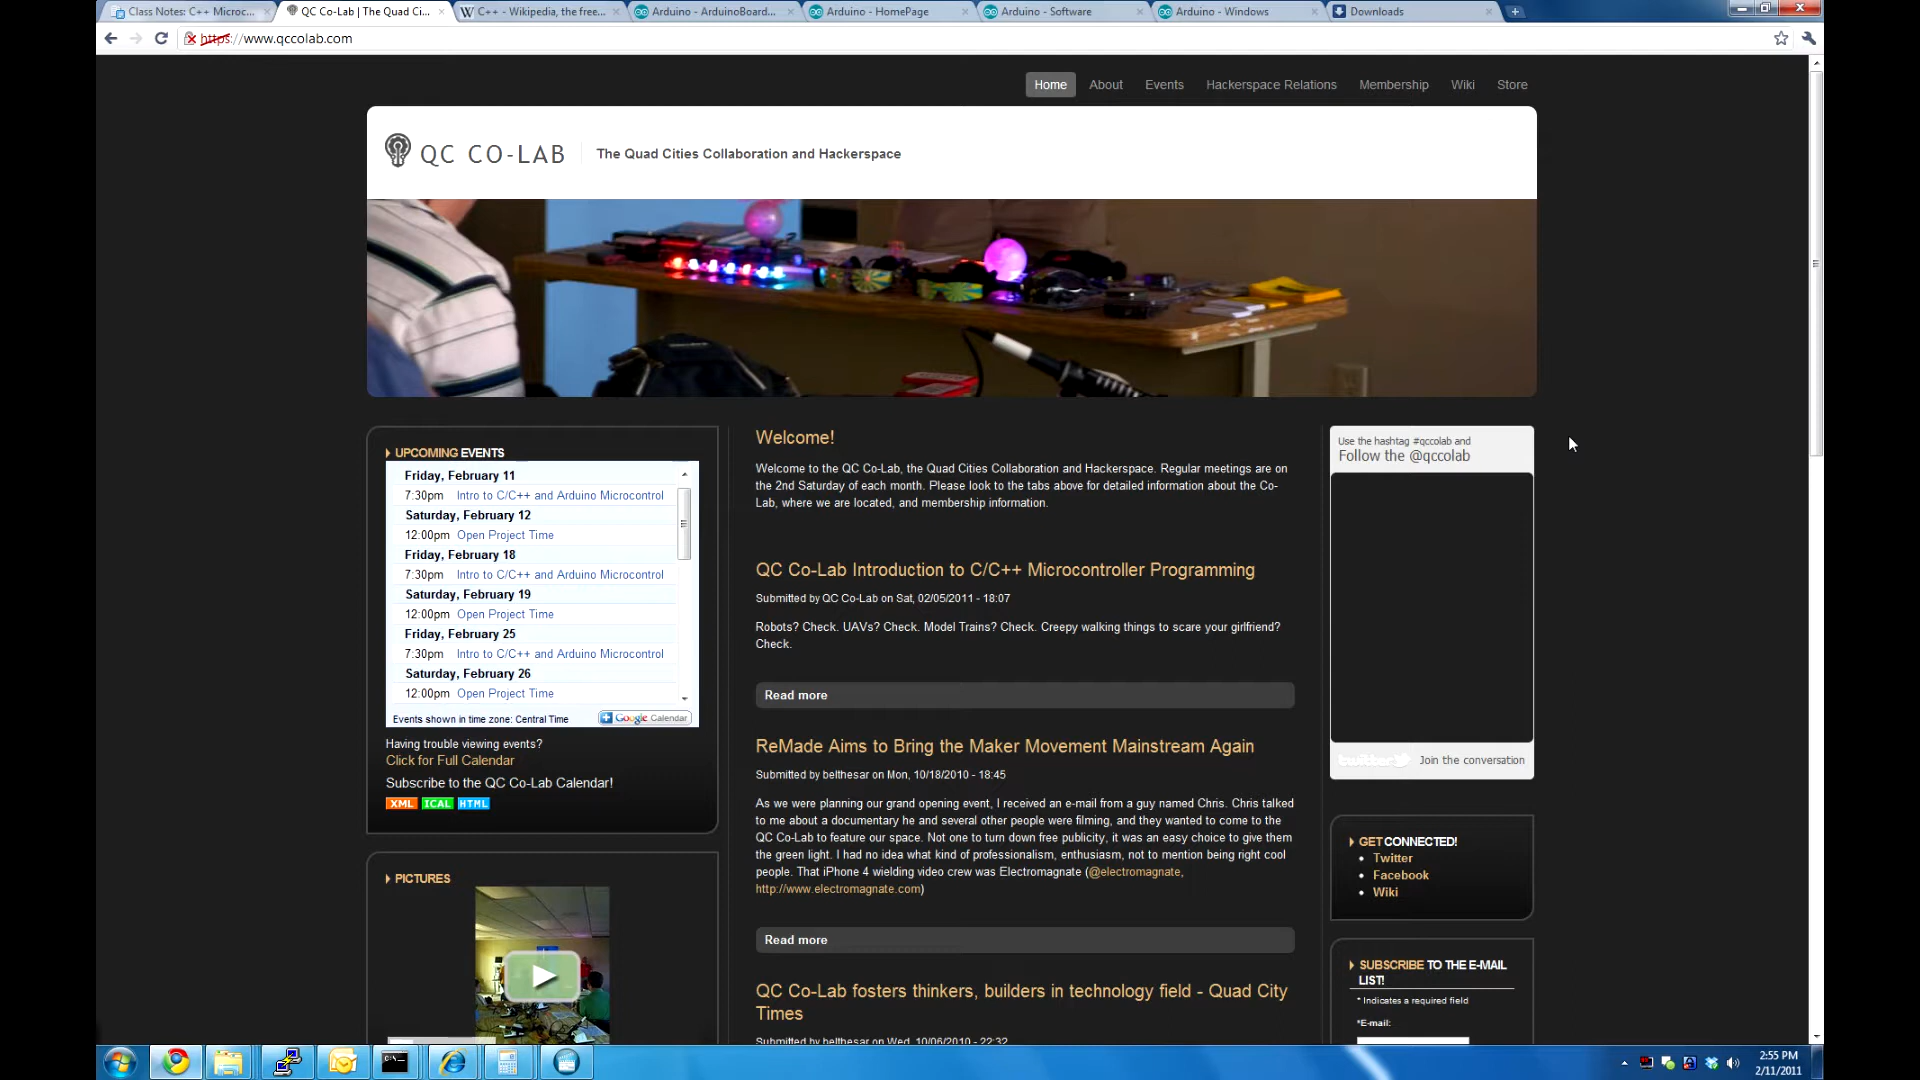 Class Notes: C++ Microc...
QC Co-Lab | The Quad Ci...
C++ - Wikipedia, the free...
Arduino - ArduinoBoard...
Arduino - HomePage
Arduino - Software
Arduino - Windows
Downloads
https://www.qccolab.com
Home
About
Events
Hackerspace Relations
Membership
Wiki
Store
QC CO-LAB
The Quad Cities Collaboration and Hackerspace
UPCOMING EVENTS
Friday, February 11
7:30pm Intro to C/C++ and Arduino Microcontrol
Saturday, February 12
12:00pm Open Project Time
Friday, February 18
7:30pm Intro to C/C++ and Arduino Microcontrol
Saturday, February 19
12:00pm Open Project Time
Friday, February 25
7:30pm Intro to C/C++ and Arduino Microcontrol
Saturday, February 26
12:00pm Open Project Time
Events shown in time zone: Central Time
Google Calendar
Having trouble viewing events?
Click for Full Calendar
Subscribe to the QC Co-Lab Calendar!
XML ICAL HTML
PICTURES
Welcome!
Welcome to the QC Co-Lab, the Quad Cities Collaboration and Hackerspace. Regular meetings are on
the 2nd Saturday of each month. Please look to the tabs above for detailed information about the Co-
Lab, where we are located, and membership information.
QC Co-Lab Introduction to C/C++ Microcontroller Programming
Submitted by QC Co-Lab on Sat, 02/05/2011 - 18:07
Robots? Check. UAVs? Check. Model Trains? Check. Creepy walking things to scare your girlfriend?
Check.
Read more
ReMade Aims to Bring the Maker Movement Mainstream Again
Submitted by belthesar on Mon, 10/18/2010 - 18:45
As we were planning our grand opening event, I received an e-mail from a guy named Chris. Chris talked
to me about a documentary he and several other people were filming, and they wanted to come to the
QC Co-Lab to feature our space. Not one to turn down free publicity, it was an easy choice to give them
the green light. I had no idea what kind of professionalism, enthusiasm, not to mention being right cool
people. That iPhone 4 wielding video crew was Electromagnate (@electromagnate,
http://www.electromagnate.com)
Read more
QC Co-Lab fosters thinkers, builders in technology field - Quad City
Times
Submitted by belthesar on Wed, 10/06/2010 - 22:32
Use the hashtag #qccolab and
Follow the @qccolab
twitter
Join the conversation
GET CONNECTED!
Twitter
Facebook
Wiki
SUBSCRIBE TO THE E-MAIL
LIST!
* Indicates a required field
*E-mail:
2:55 PM
2/11/2011